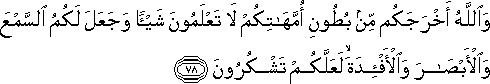 وَٱللَّهُ أَخْرَجَكُم مِّنۢ بُطُونِ أُمَّهَـٰتِكُمْ لَا تَعْلَمُونَ شَيْـًٔا وَجَعَلَ لَكُمُ ٱلسَّمْعَ
وَٱلْأَبْصَـٰرَ وَٱلْأَفْـِٔدَةَ ۙ لَعَلَّكُمْ تَشْكُرُونَ ﴿٧٨﴾